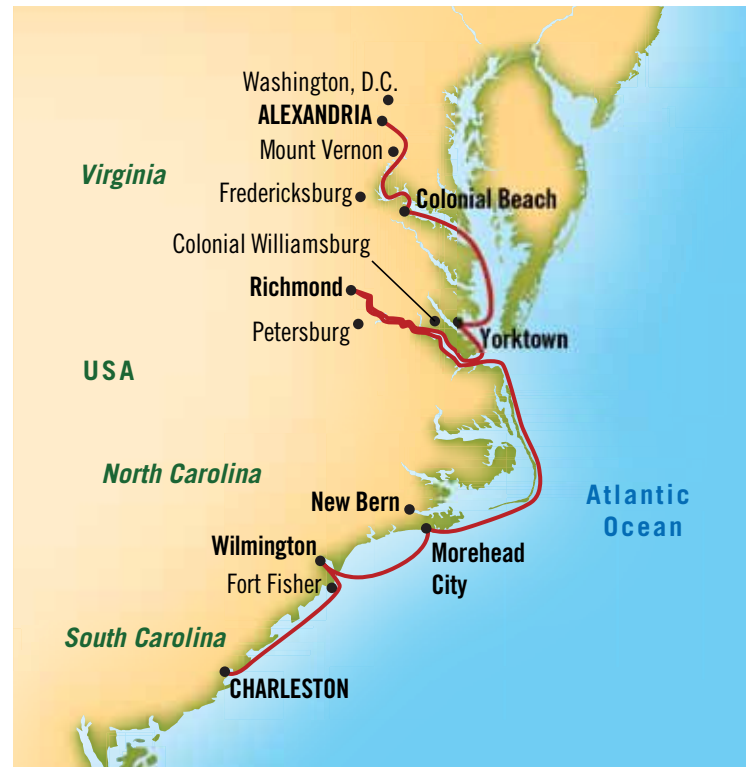 Washington, D.C.
ALEXANDRIA
Mount Vernon
Virginia
Fredericksburg
Colonial Beach
Colonial Williamsburg
Richmond
Petersburg
Yorktown
USA
North Carolina
New Bern
Atlantic
Ocean
Wilmington
Morehead
City
Fort Fisher
South Carolina
CHARLESTON